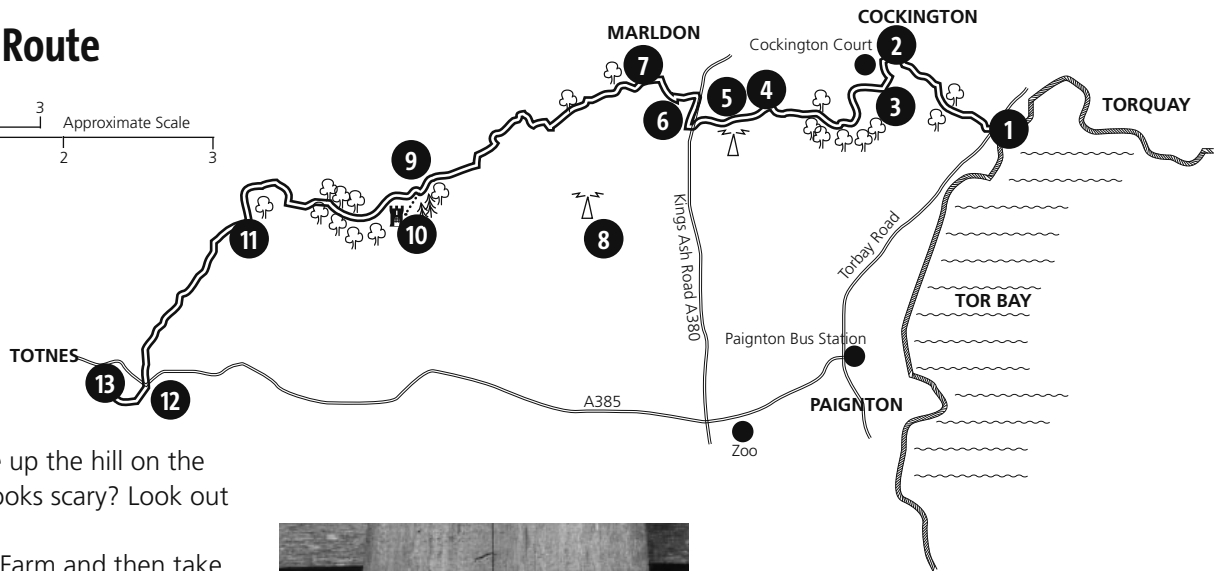 Route
3
Approximate Scale
2
3
COCKINGTON
MARLDON
Cockington Court
2
7
4
5
3
6
1
TORQUAY
9
10
8
11
Kings Ash Road A380
Torbay Road
TOR BAY
Paignton Bus Station
TOTNES
13
12
A385
PAIGNTON
Zoo
up the hill on the
ooks scary? Look out
Farm and then take